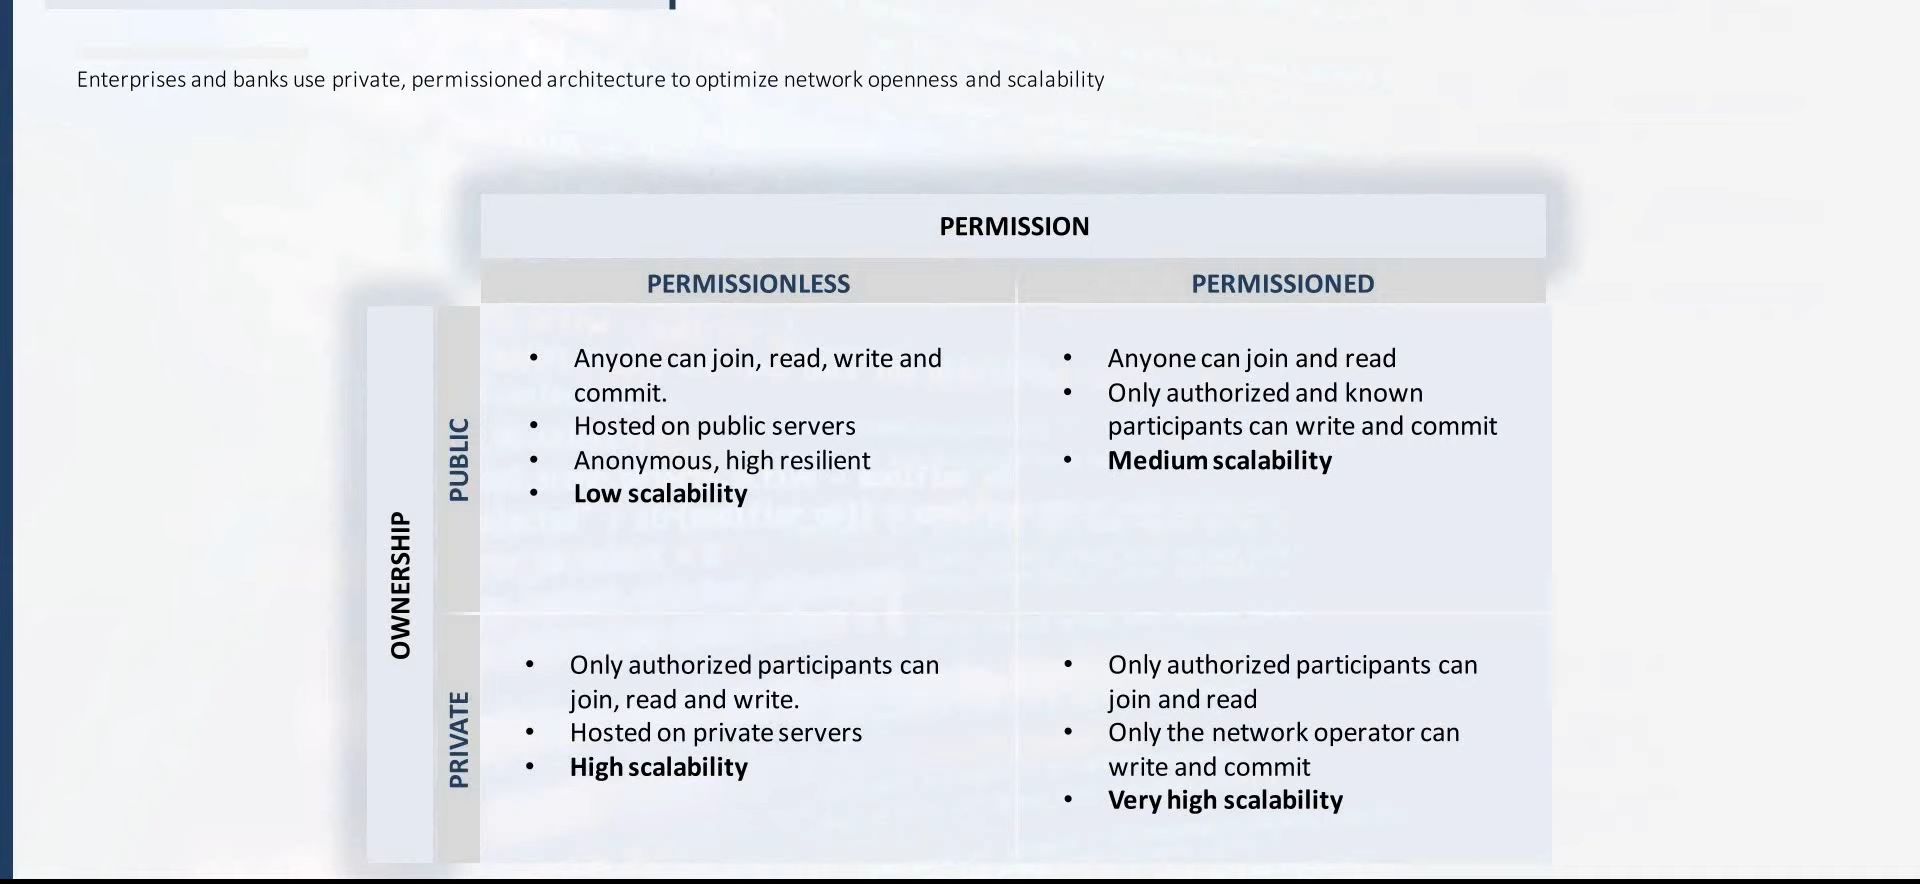 Enterprises and banks use private, permissioned architecture to optimize network openness and scalability
PERMISSION
PERMISSIONLESS
PERMISSIONED
OWNERSHIP
PUBLIC
• Anyone can join, read, write and
commit.
• Hosted on public servers
• Anonymous, high resilient
• Low scalability
• Anyone can join and read
• Only authorized and known
participants can write and commit
• Medium scalability
PRIVATE
• Only authorized participants can
join, read and write.
• Hosted on private servers
• High scalability
• Only authorized participants can
join and read
• Only the network operator can
write and commit
• Very high scalability